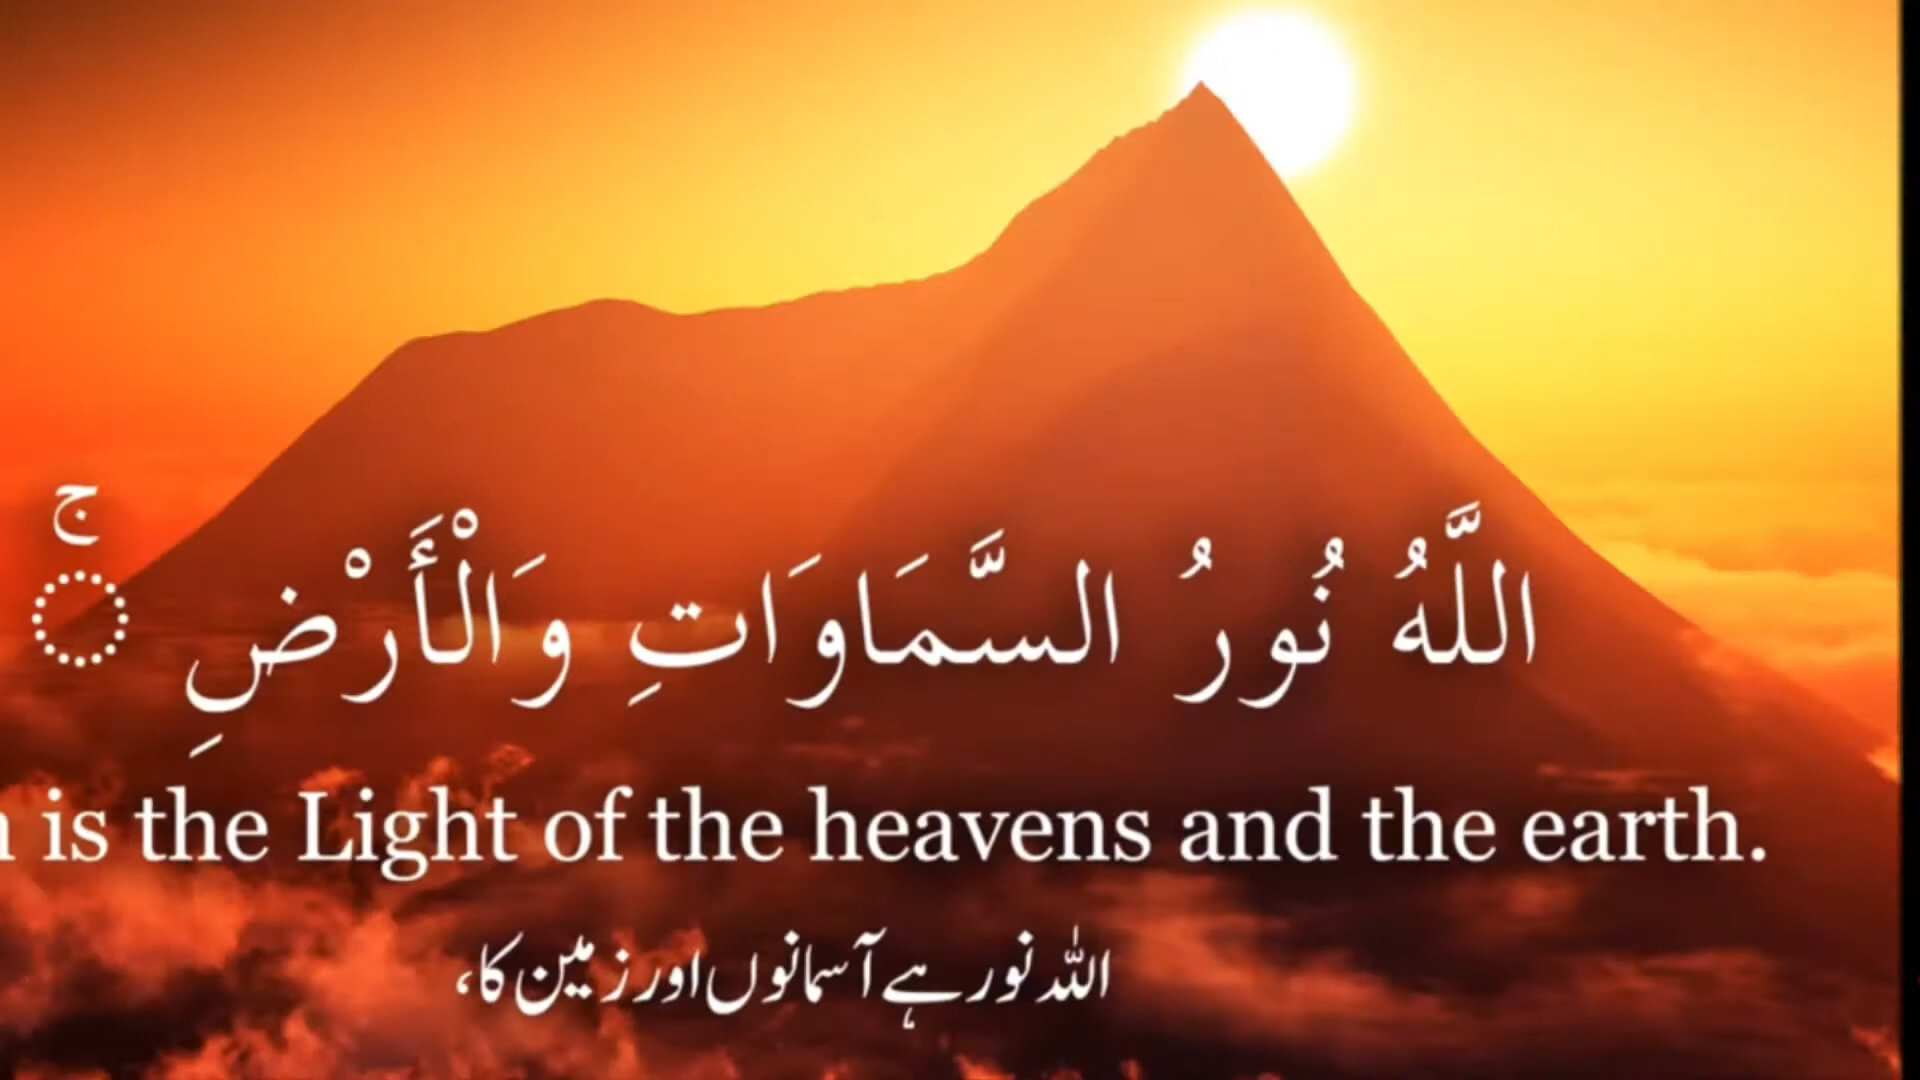 اللَّهُ نُورُ السَّمَاوَاتِ وَالْأَرْضِ ۚ
is the Light of the heavens and the earth.
اللہ نور ہے آسمانوں اور زمین کا،